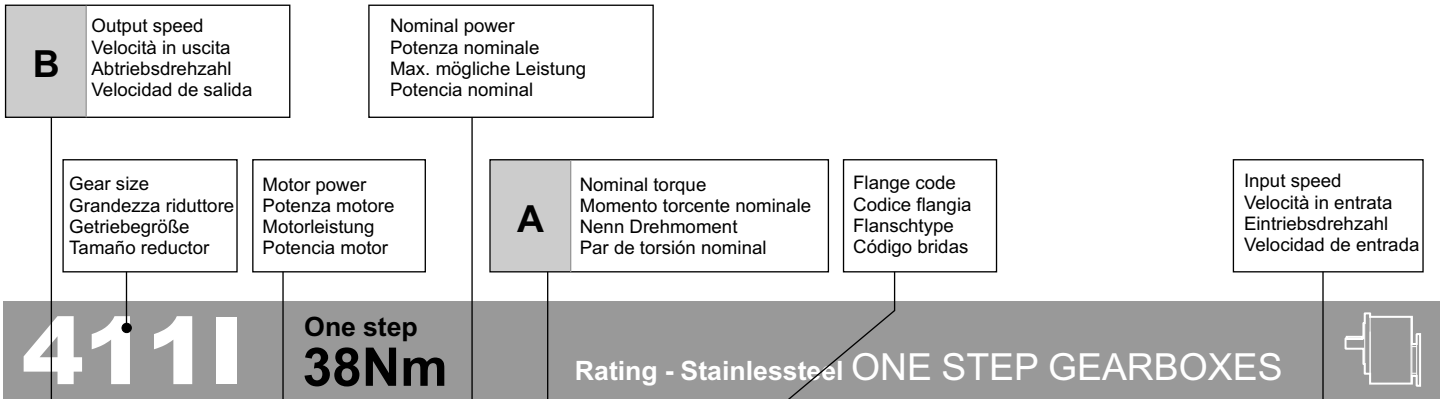 B
Output speed
Velocità in uscita
Abtriebsdrehzahl
Velocidad de salida
Nominal power
Potenza nominale
Max. mögliche Leistung
Potencia nominal
Gear size
Grandezza riduttore
Getriebegröße
Tamaño reductor
Motor power
Potenza motore
Motorleistung
Potencia motor
A
Nominal torque
Momento torcente nominale
Nenn Drehmoment
Par de torsión nominal
Flange code
Codice flangia
Flanschtype
Código bridas
Input speed
Velocità in entrata
Eintriebsdrehzahl
Velocidad de entrada
411I
One step
38Nm
Rating - Stainlessteel ONE STEP GEARBOXES